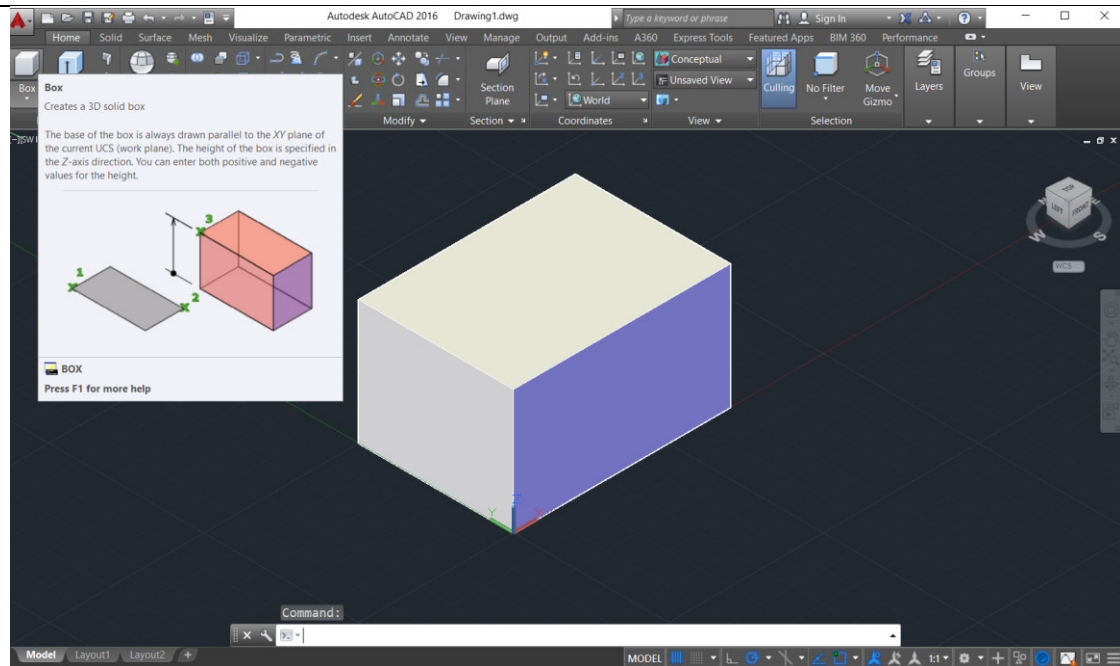 Autodesk AutoCAD 2016 Drawing1.dwg
Type a keyword or phrase
Sign In
Home Solid Surface Mesh Visualize Parametric Insert Annotate View Manage Output Add-ins A360 Express Tools Featured Apps BIM 360 Performance
Box
Section
Plane
World
Conceptual
Unsaved View
Culling
No Filter
Move
Gizmo
Layers
Groups
View
Modify
Section
Coordinates
View
Selection
Box
Creates a 3D solid box
The base of the box is always drawn parallel to the XY plane of
the current UCS (work plane). The height of the box is specified in
the Z-axis direction. You can enter both positive and negative
values for the height.
1
2
3
BOX
Press F1 for more help
TOP
LEFT
FRONT
W
S
WCS
Z
Y
X
Command:
Model Layout1 Layout2 +
MODEL
1:1